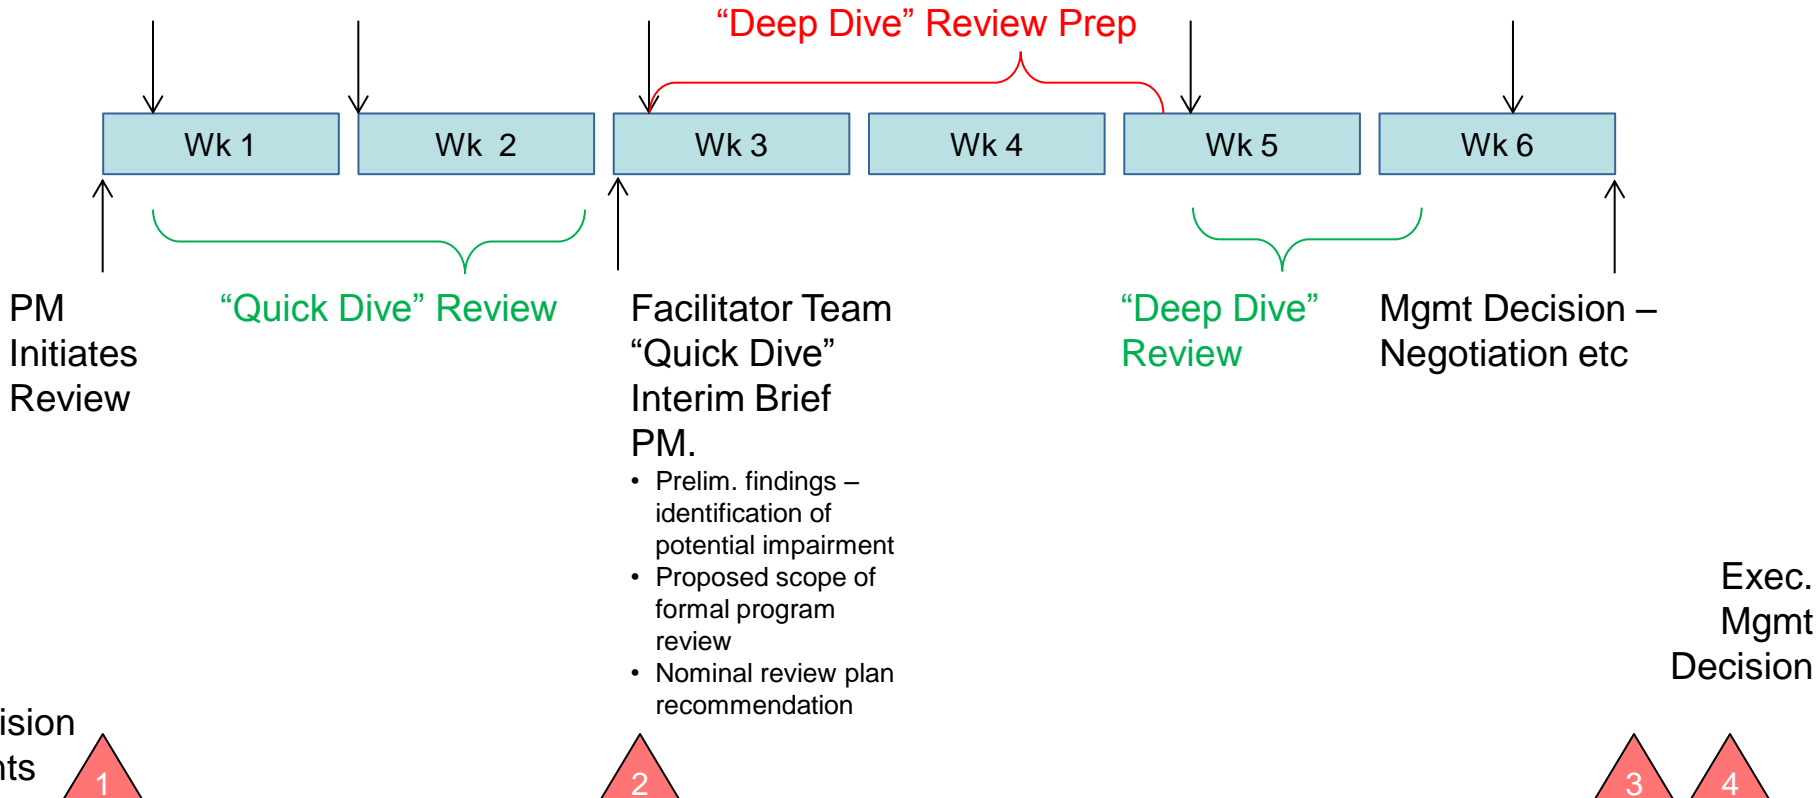 “Deep Dive” Review Prep
Wk 1
Wk 2
Wk 3
Wk 4
Wk 5
Wk 6
PM
Initiates
Review
“Quick Dive” Review
Facilitator Team
“Quick Dive”
Interim Brief
PM.
• Prelim. findings –
identification of
potential impairment
• Proposed scope of
formal program
review
• Nominal review plan
recommendation
“Deep Dive”
Review
Mgmt Decision –
Negotiation etc
Exec.
Mgmt
Decision
1
2
3
4